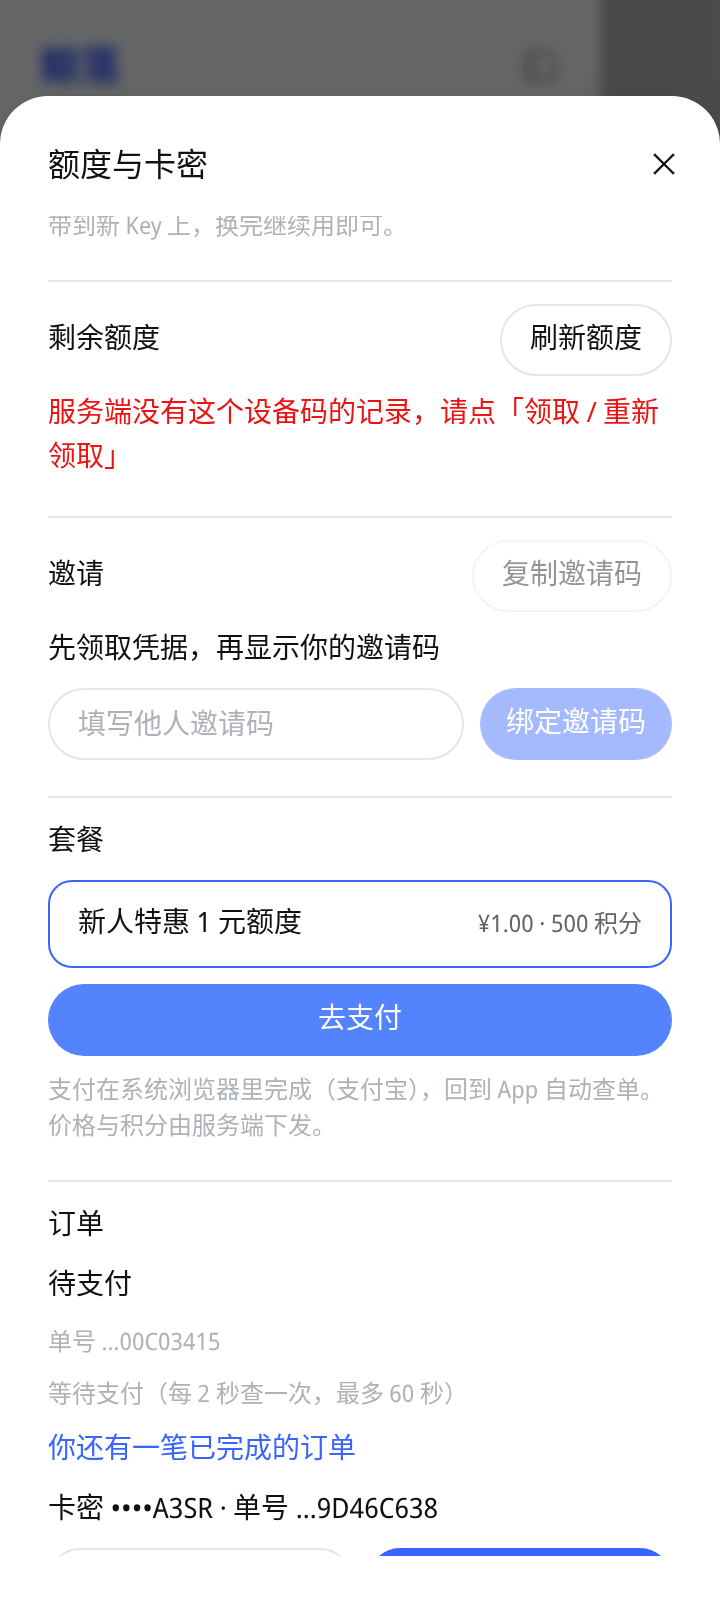 额度与卡密
带到新 Key 上，换完继续用即可。
剩余额度
刷新额度
服务端没有这个设备码的记录，请点「领取 / 重新
领取」
邀请
复制邀请码
先领取凭据，再显示你的邀请码
填写他人邀请码
绑定邀请码
套餐
新人特惠 1 元额度
¥1.00 · 500 积分
去支付
支付在系统浏览器里完成（支付宝），回到 App 自动查单。
价格与积分由服务端下发。
订单
待支付
单号 …00C03415
等待支付（每 2 秒查一次，最多 60 秒）
你还有一笔已完成的订单
卡密 ••••A3SR · 单号 …9D46C638